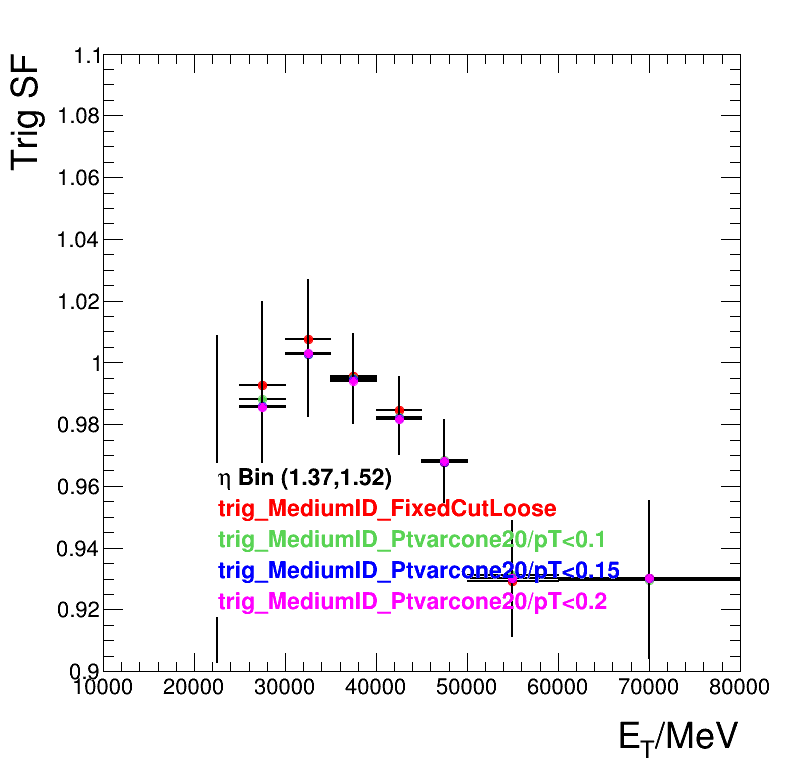 Trig SF
1.1
1.08
1.06
1.04
1.02
1
0.98
0.96
0.94
0.92
0.9
η Bin (1.37,1.52)
trig_MediumID_FixedCutLoose
trig_MediumID_Ptvarcone20/pT<0.1
trig_MediumID_Ptvarcone20/pT<0.15
trig_MediumID_Ptvarcone20/pT<0.2
10000 20000 30000 40000 50000 60000 70000 80000
E_T/MeV